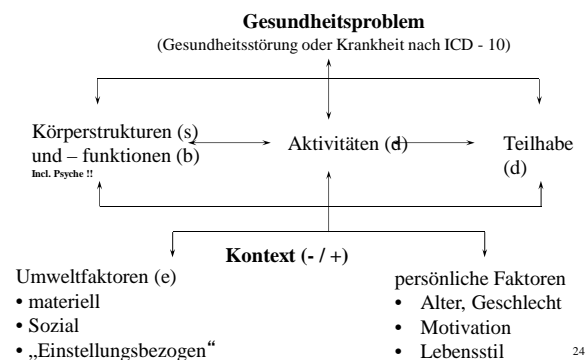 Gesundheitsproblem
(Gesundheitsstörung oder Krankheit nach ICD - 10)
Körperstrukturen (s)
und – funktionen (b)
Incl. Psyche !!
Aktivitäten (d)
Teilhabe
(d)
Kontext (- / +)
Umweltfaktoren (e)
• materiell
• Sozial
• „Einstellungsbezogen“
persönliche Faktoren
• Alter, Geschlecht
• Motivation
• Lebensstil
24